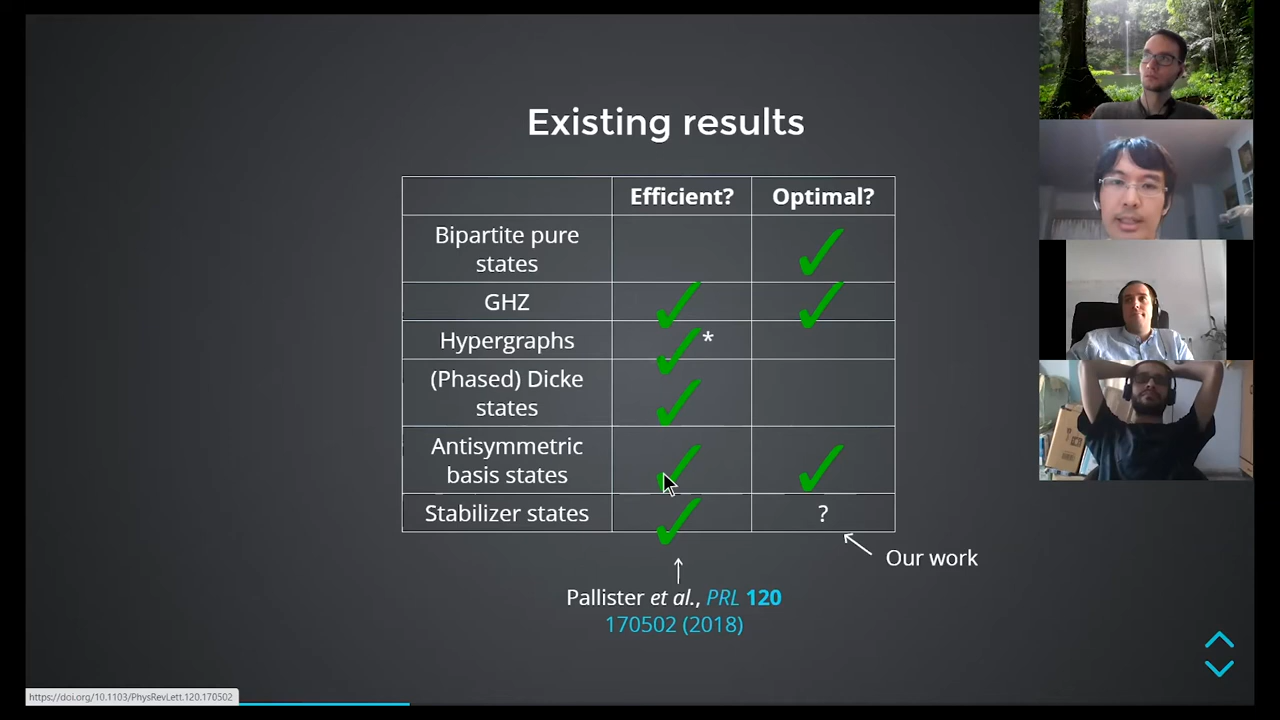 Existing results
Efficient? Optimal?
Bipartite pure
states
GHZ
Hypergraphs *
(Phased) Dicke
states
Antisymmetric
basis states
Stabilizer states ?
Our work
Pallister et al., PRL 120
170502 (2018)
https://doi.org/10.1103/PhysRevLett.120.170502